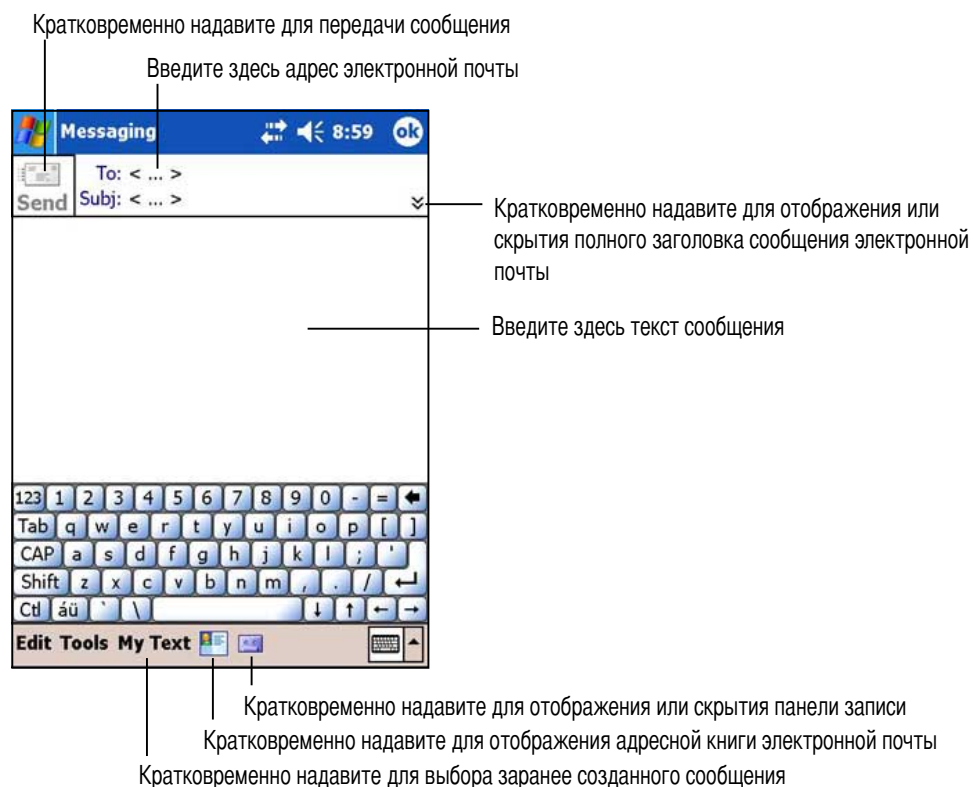 Кратковременно надавите для передачи сообщения
Введите здесь адрес электронной почты
Messaging 8:59 ok
To: < ... >
Send Subj: < ... >
Кратковременно надавите для отображения или
скрытия полного заголовка сообщения электронной
почты
Введите здесь текст сообщения
123 1 2 3 4 5 6 7 8 9 0 - = ←
Tab q w e r t y u i o p [ ]
CAP a s d f g h j k l ; '
Shift z x c v b n m , . / ↵
Ctl áü ` \ ↓ ↑ ← →
Edit Tools My Text
Кратковременно надавите для отображения или скрытия панели записи
Кратковременно надавите для отображения адресной книги электронной почты
Кратковременно надавите для выбора заранее созданного сообщения